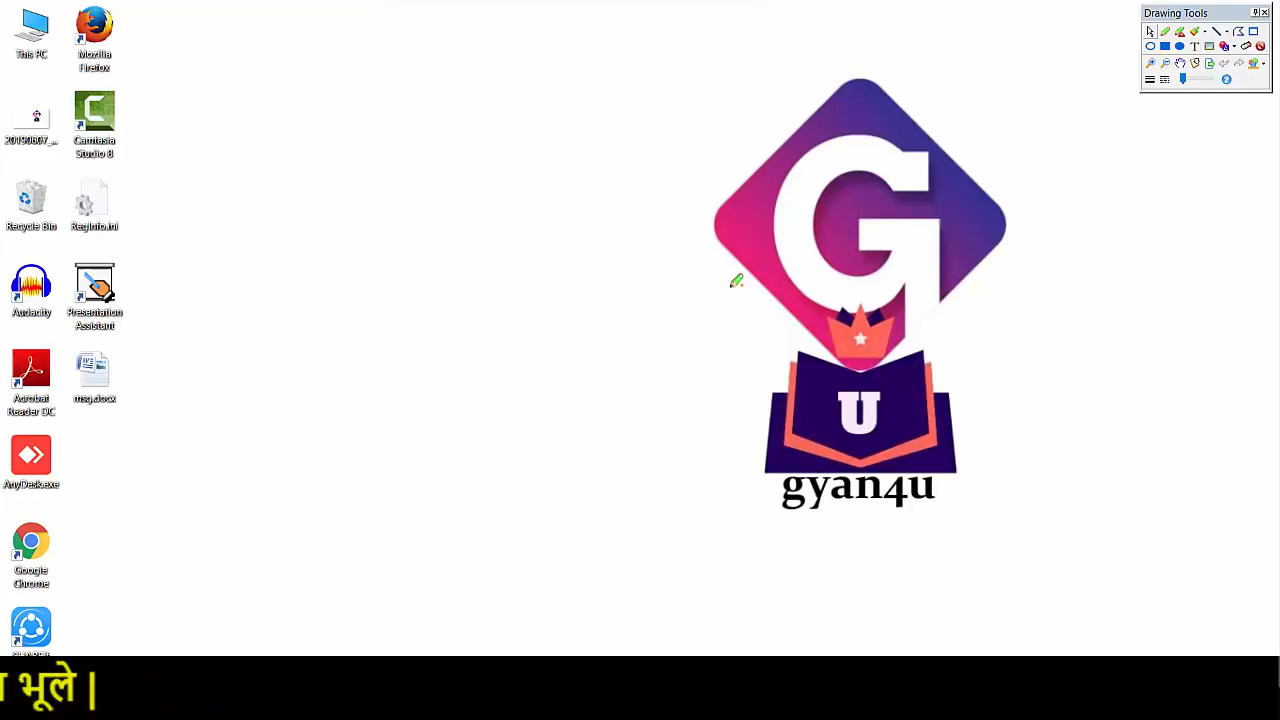 Drawing Tools
This PC
Mozilla
Firefox
20190607_...
Camtasia
Studio 8
Recycle Bin
RegInfo.ini
Audacity
Presentation
Assistant
Acrobat
Reader DC
msg.docx
AnyDesk.exe
Google
Chrome
G
U
gyan4u
भूले |